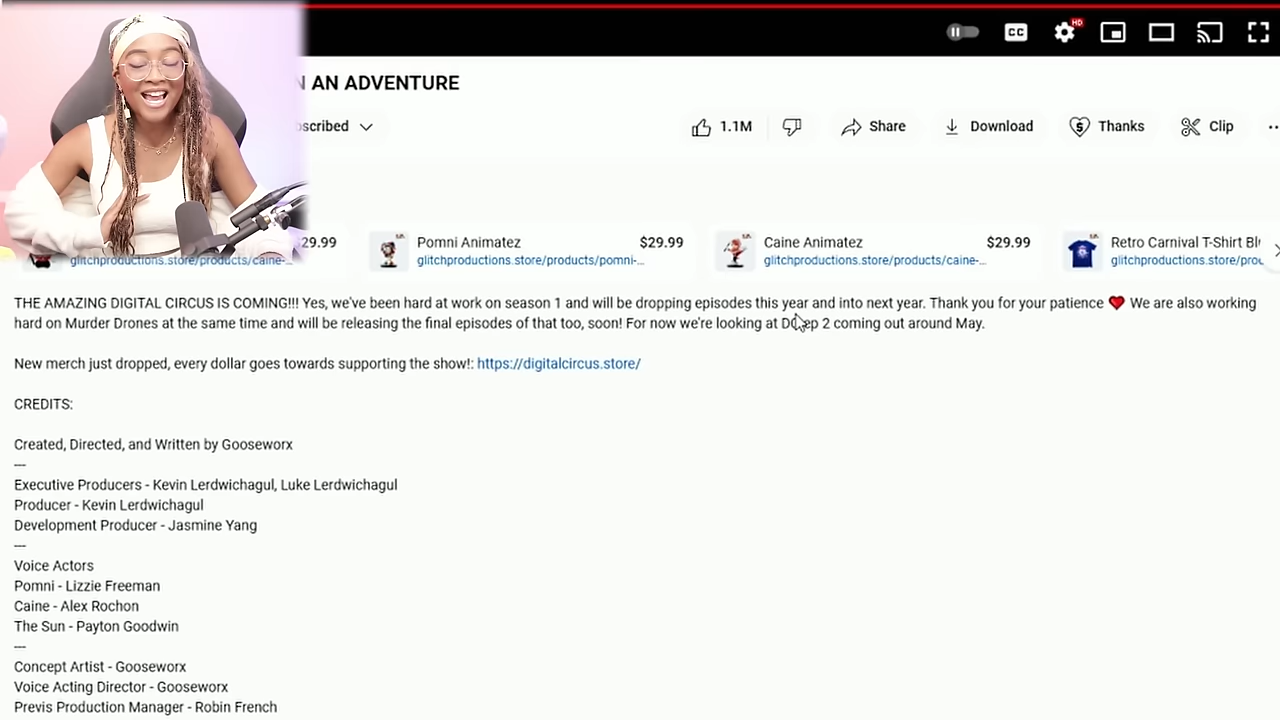 CC
HD
N AN ADVENTURE
scribed
1.1M
Share
Download
Thanks
Clip
29.99
glitchproductions.store/products/caine-...
Pomni Animatez
$29.99
glitchproductions.store/products/pomni-...
Caine Animatez
$29.99
glitchproductions.store/products/caine-...
Retro Carnival T-Shirt Bl
glitchproductions.store/pro
THE AMAZING DIGITAL CIRCUS IS COMING!!! Yes, we've been hard at work on season 1 and will be dropping episodes this year and into next year. Thank you for your patience ❤️ We are also working
hard on Murder Drones at the same time and will be releasing the final episodes of that too, soon! For now we're looking at DC ep 2 coming out around May.
New merch just dropped, every dollar goes towards supporting the show!: https://digitalcircus.store/
CREDITS:
Created, Directed, and Written by Gooseworx
---
Executive Producers - Kevin Lerdwichagul, Luke Lerdwichagul
Producer - Kevin Lerdwichagul
Development Producer - Jasmine Yang
---
Voice Actors
Pomni - Lizzie Freeman
Caine - Alex Rochon
The Sun - Payton Goodwin
---
Concept Artist - Gooseworx
Voice Acting Director - Gooseworx
Previs Production Manager - Robin French